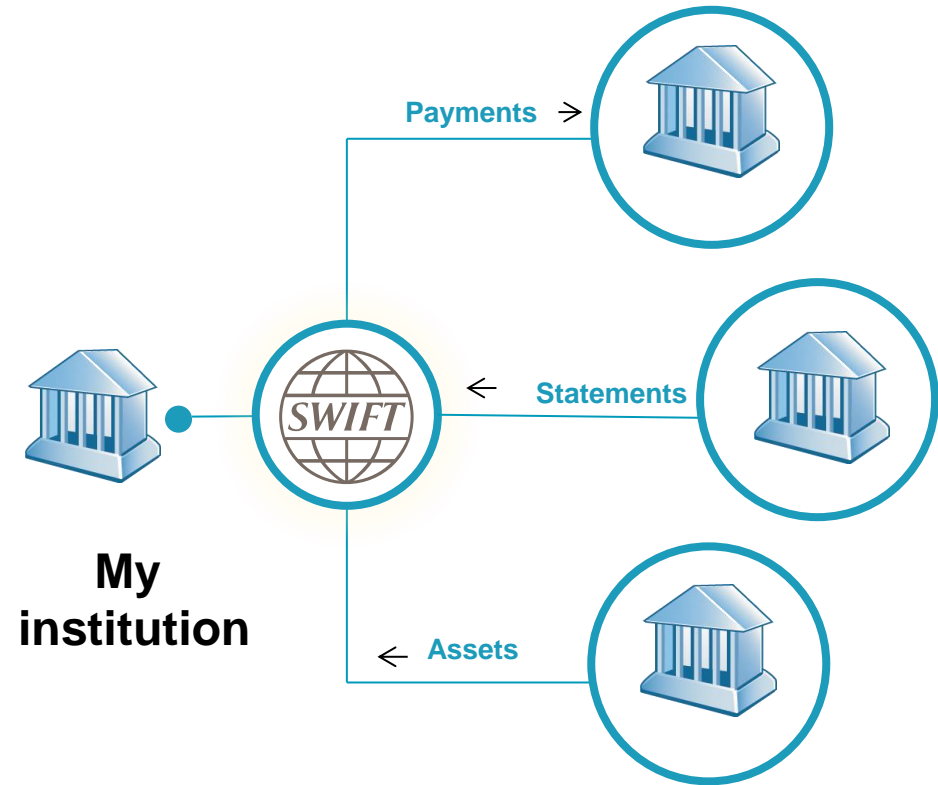 Payments
SWIFT
Statements
My
institution
Assets